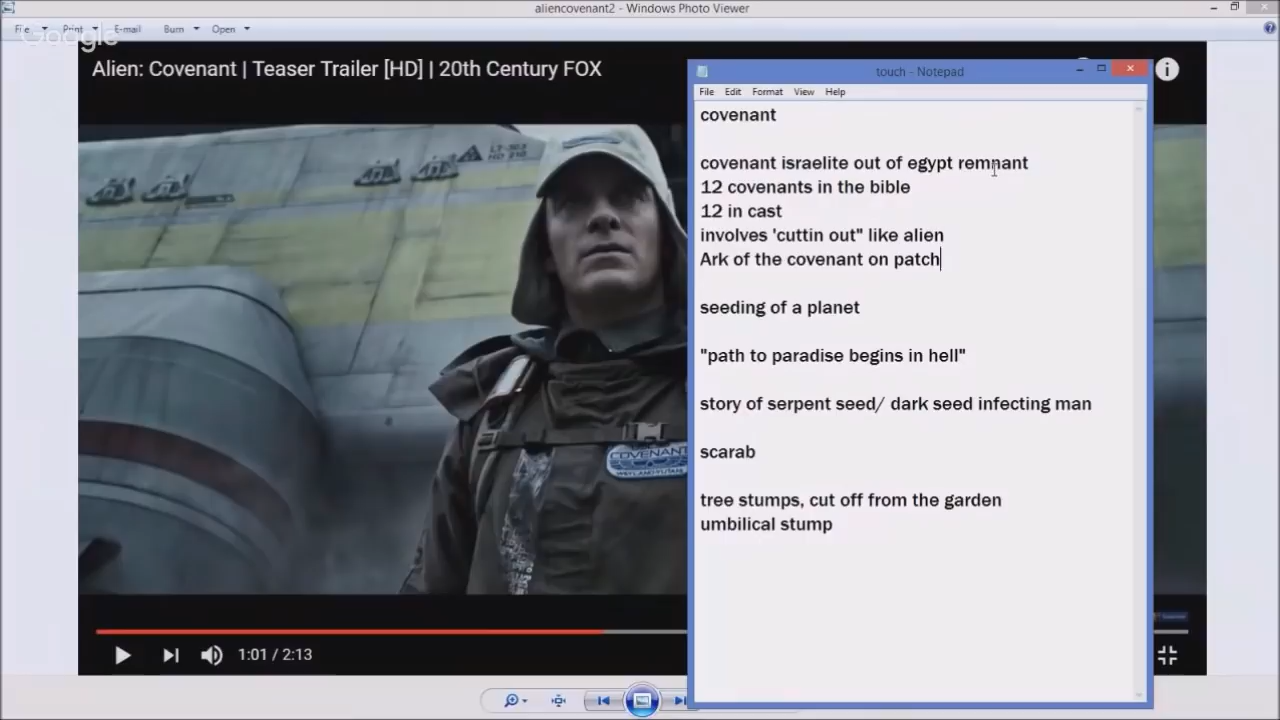 aliencovenant2 - Windows Photo Viewer
File Print E-mail Burn Open
Google
Alien: Covenant | Teaser Trailer [HD] | 20th Century FOX
COVENANT
WEYLAND-YUTANI
1:01 / 2:13
touch - Notepad
File Edit Format View Help
covenant
covenant israelite out of egypt remnant
12 covenants in the bible
12 in cast
involves 'cuttin out" like alien
Ark of the covenant on patch
seeding of a planet
"path to paradise begins in hell"
story of serpent seed/ dark seed infecting man
scarab
tree stumps, cut off from the garden
umbilical stump